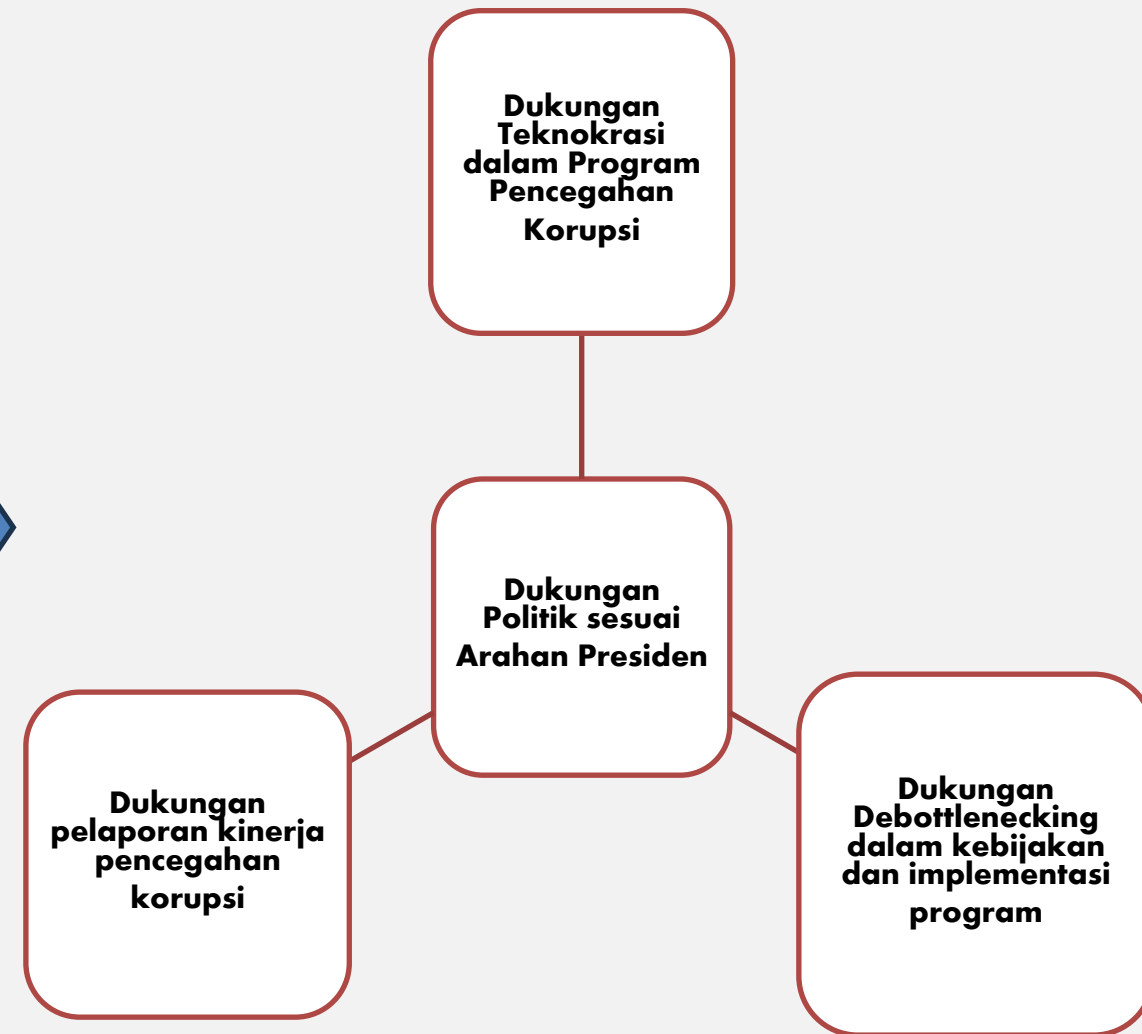 Dukungan
Teknokrasi
dalam Program
Pencegahan
Korupsi
Dukungan
Politik sesuai
Arahan Presiden
Dukungan
pelaporan kinerja
pencegahan
korupsi
Dukungan
Debottlenecking
dalam kebijakan
dan implementasi
program